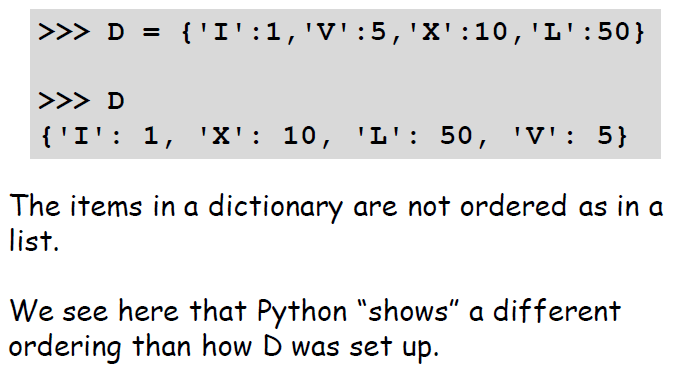 >>> D = {'I':1,'V':5,'X':10,'L':50}
>>> D
{'I': 1, 'X': 10, 'L': 50, 'V': 5}
The items in a dictionary are not ordered as in a
list.
We see here that Python “shows” a different
ordering than how D was set up.